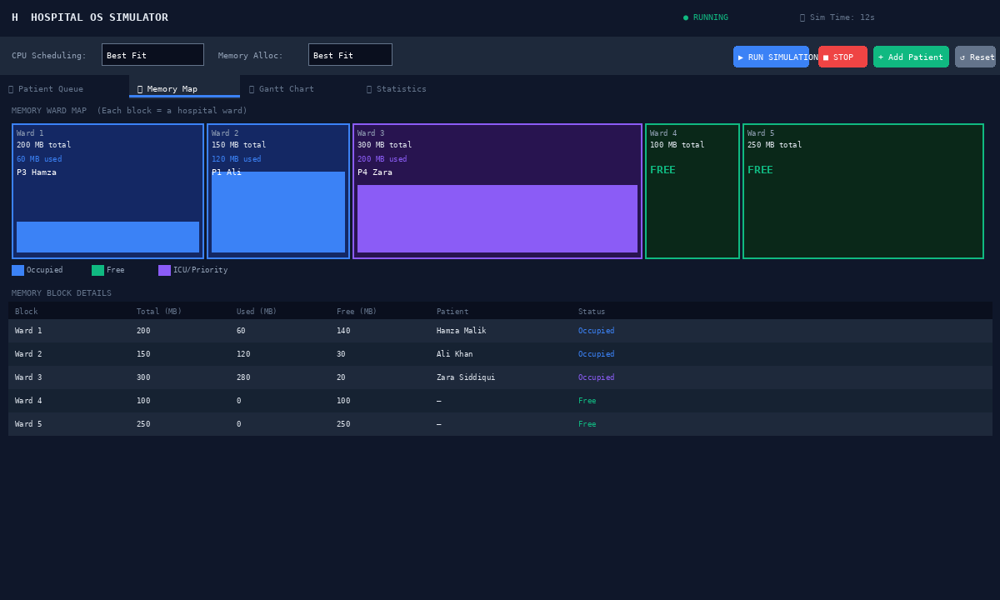 H  HOSPITAL OS SIMULATOR
● RUNNING
Sim Time: 12s
CPU Scheduling:
Best Fit
Memory Alloc:
Best Fit
▶ RUN SIMULATION
■ STOP
+ Add Patient
↺ Reset
Patient Queue
Memory Map
Gantt Chart
Statistics
MEMORY WARD MAP  (Each block = a hospital ward)
Ward 1
200 MB total
60 MB used
P3 Hamza
Ward 2
150 MB total
120 MB used
P1 Ali
Ward 3
300 MB total
200 MB used
P4 Zara
Ward 4
100 MB total
FREE
Ward 5
250 MB total
FREE
Occupied
Free
ICU/Priority
MEMORY BLOCK DETAILS
Block Total (MB) Used (MB) Free (MB) Patient Status
Ward 1 200 60 140 Hamza Malik Occupied
Ward 2 150 120 30 Ali Khan Occupied
Ward 3 300 280 20 Zara Siddiqui Occupied
Ward 4 100 0 100 — Free
Ward 5 250 0 250 — Free